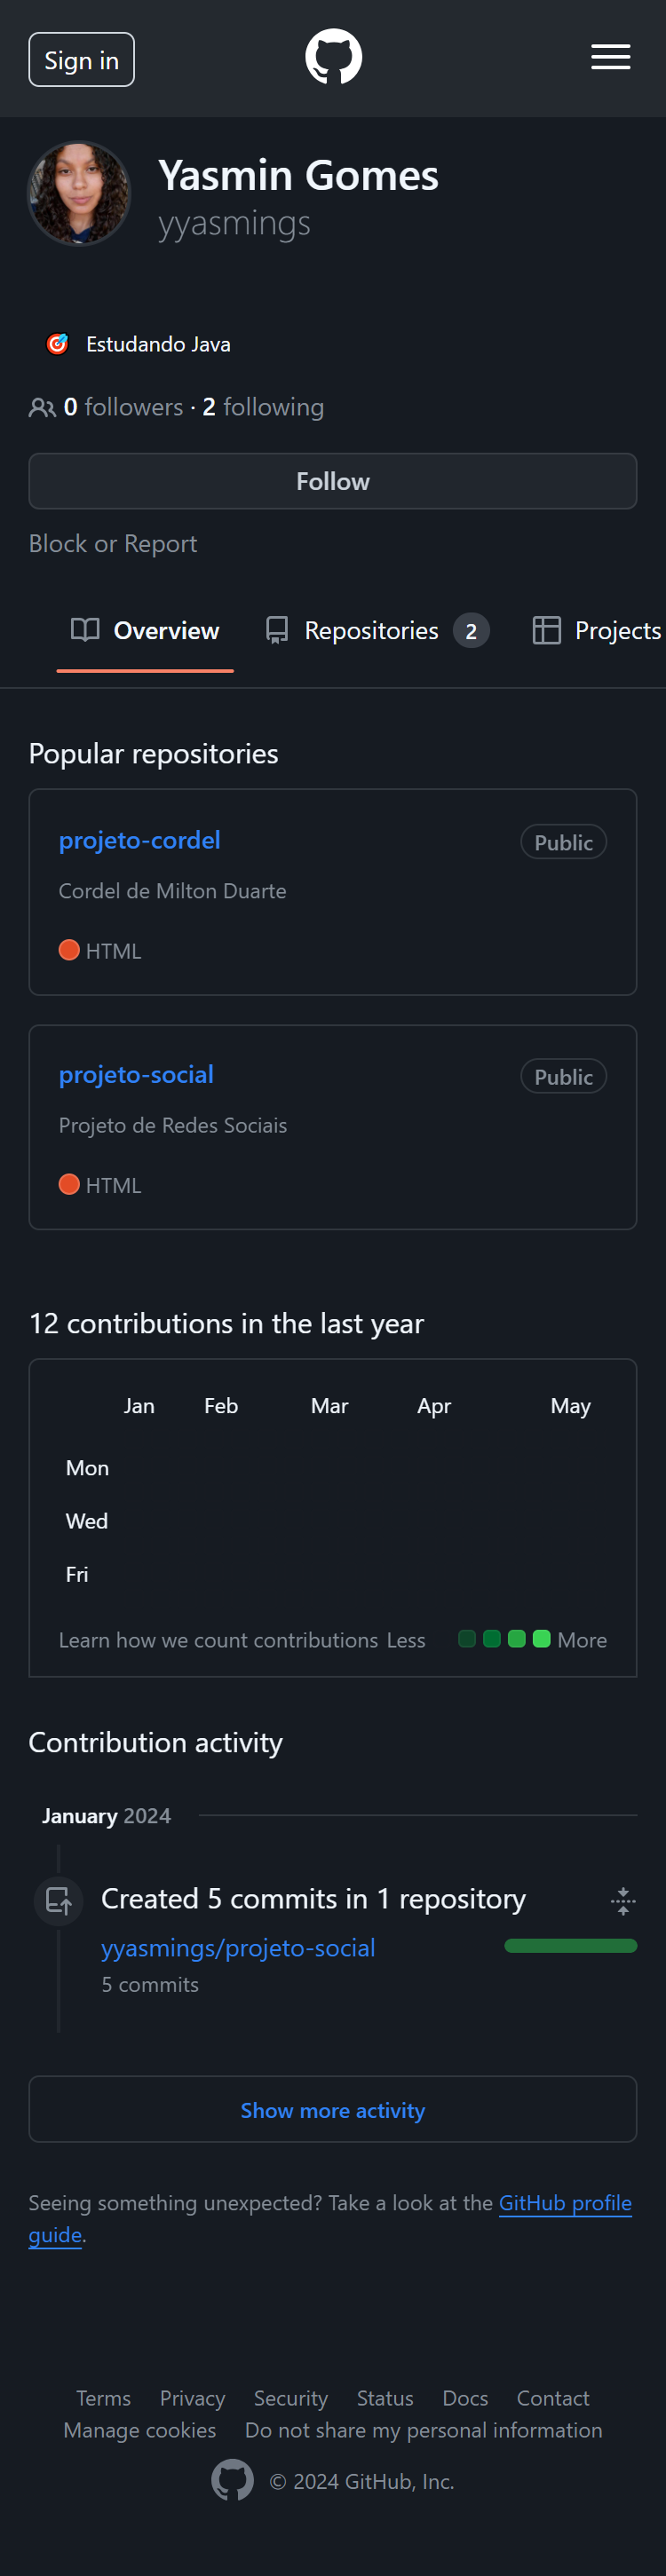 Sign in
Yasmin Gomes
yyasmings
Estudando Java
0 followers · 2 following
Follow
Block or Report
Overview Repositories 2 Projects
Popular repositories
projeto-cordel Public
Cordel de Milton Duarte
HTML
projeto-social Public
Projeto de Redes Sociais
HTML
12 contributions in the last year
Jan Feb Mar Apr May
Mon
Wed
Fri
Learn how we count contributions Less More
Contribution activity
January 2024
Created 5 commits in 1 repository
yyasmings/projeto-social
5 commits
Show more activity
Seeing something unexpected? Take a look at the GitHub profile
guide.
Terms Privacy Security Status Docs Contact
Manage cookies Do not share my personal information
© 2024 GitHub, Inc.